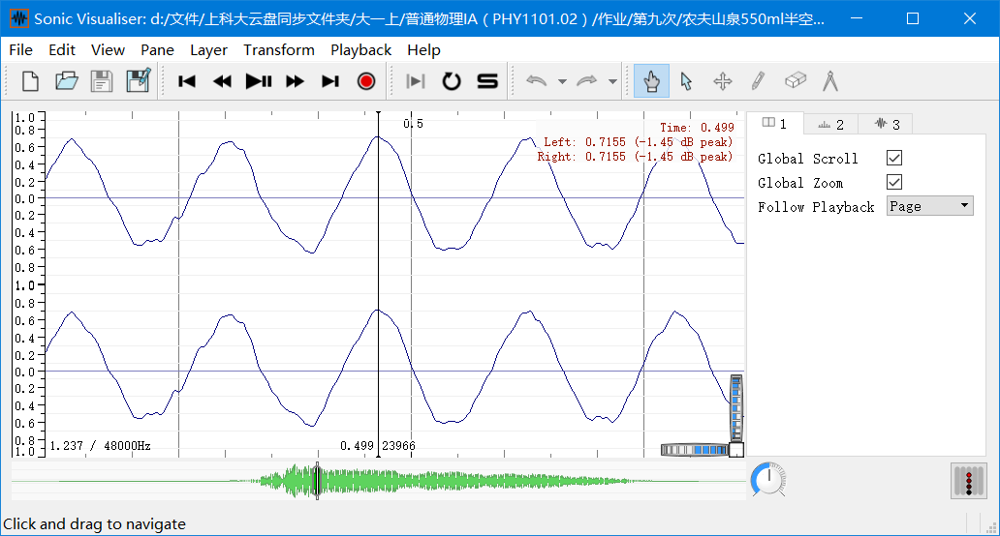 Sonic Visualiser: d:/文件/上科大云盘同步文件夹/大一上/普通物理IA（PHY1101.02）/作业/第九次/农夫山泉550ml半空...
File Edit View Pane Layer Transform Playback Help
1.0
0.8
0.6
0.4
0.2
0.0
0.2
0.4
0.6
0.8
1.0
0.8
0.6
0.4
0.2
0.0
0.2
0.4
0.6
0.8
1.0
0.5
Time: 0.499
Left: 0.7155 (-1.45 dB peak)
Right: 0.7155 (-1.45 dB peak)
1.237 / 48000Hz
0.499 23966
1 2 3
Global Scroll
Global Zoom
Follow Playback Page
Click and drag to navigate